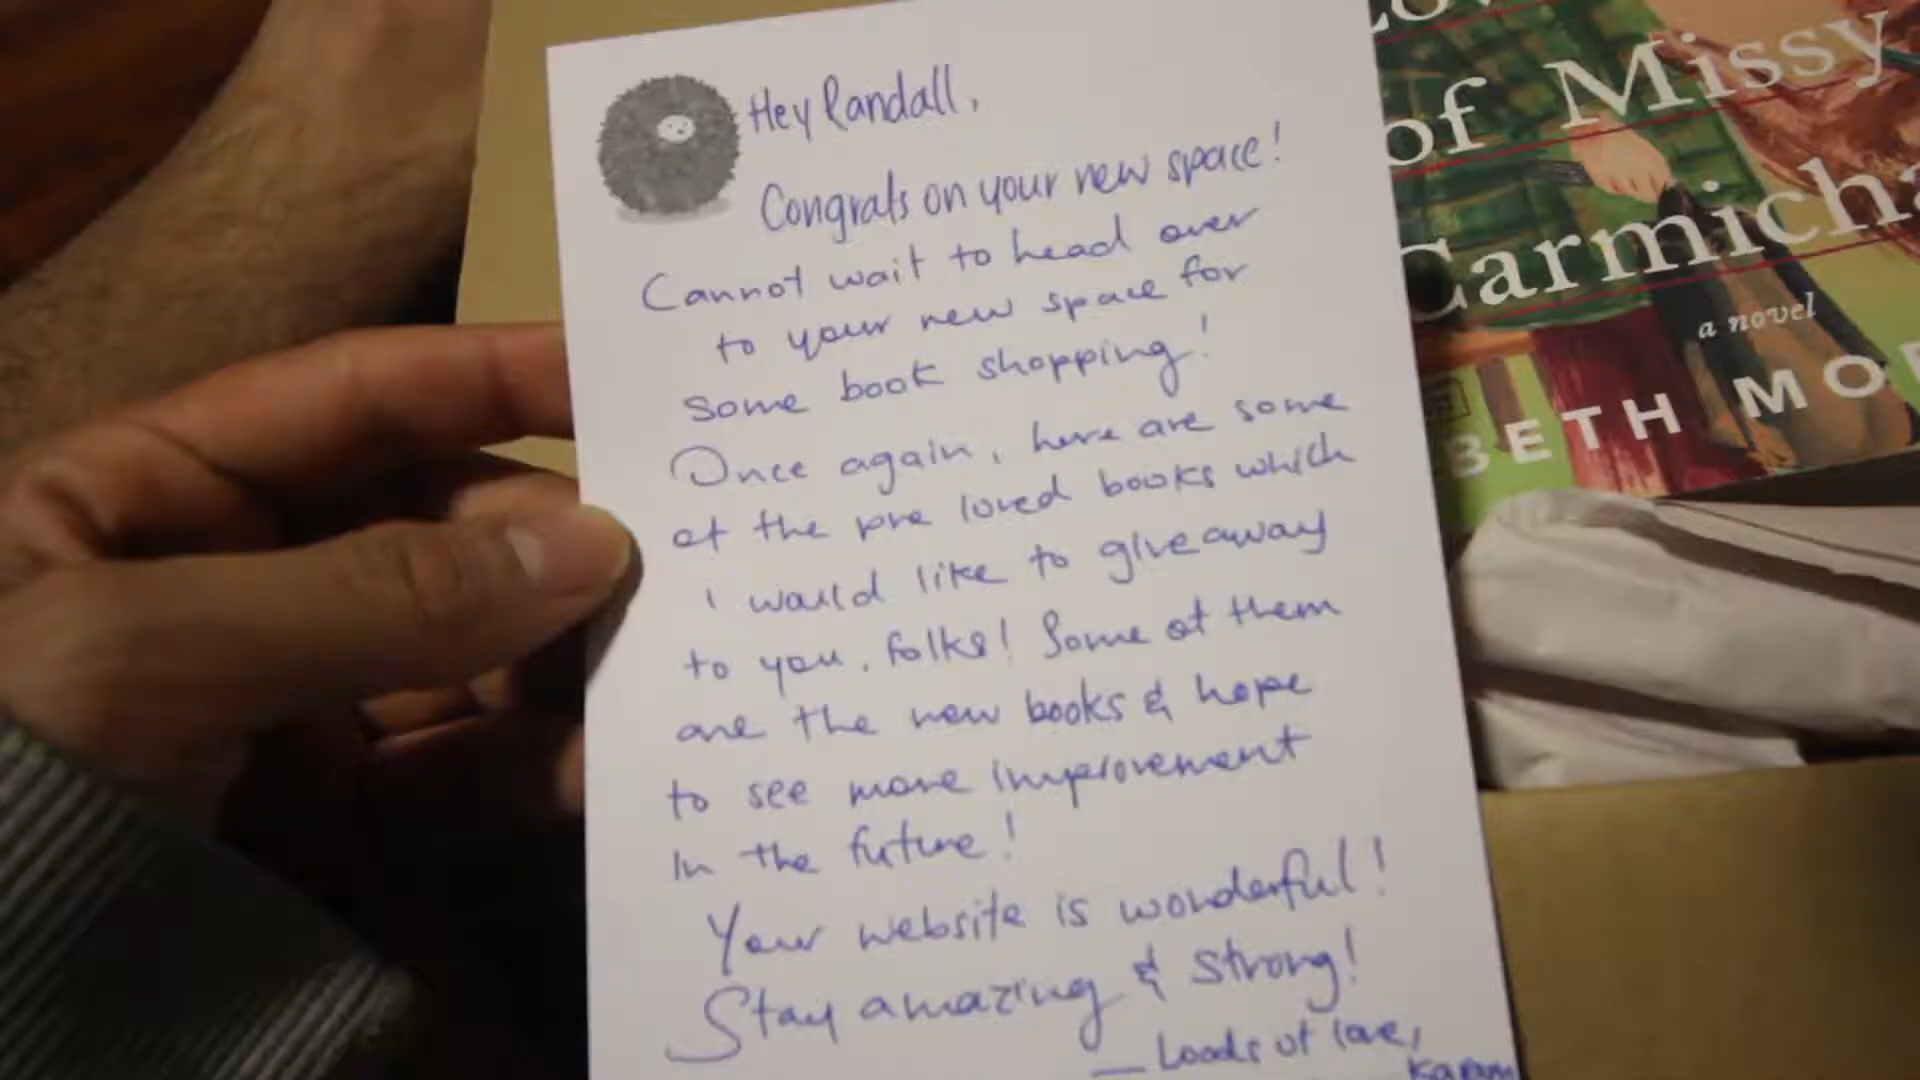 Hey Randall,
Congrats on your new space!
Cannot wait to head over
to your new space for
some book shopping!
Once again, here are some
of the pre loved books which
I would like to giveaway
to you, folks! Some of them
are the new books & hope
to see more improvement
In the future!
Your website is wonderful!
Stay amazing & strong!
— Loads of love,
of Missy
Carmicha
a novel
BETH MOR